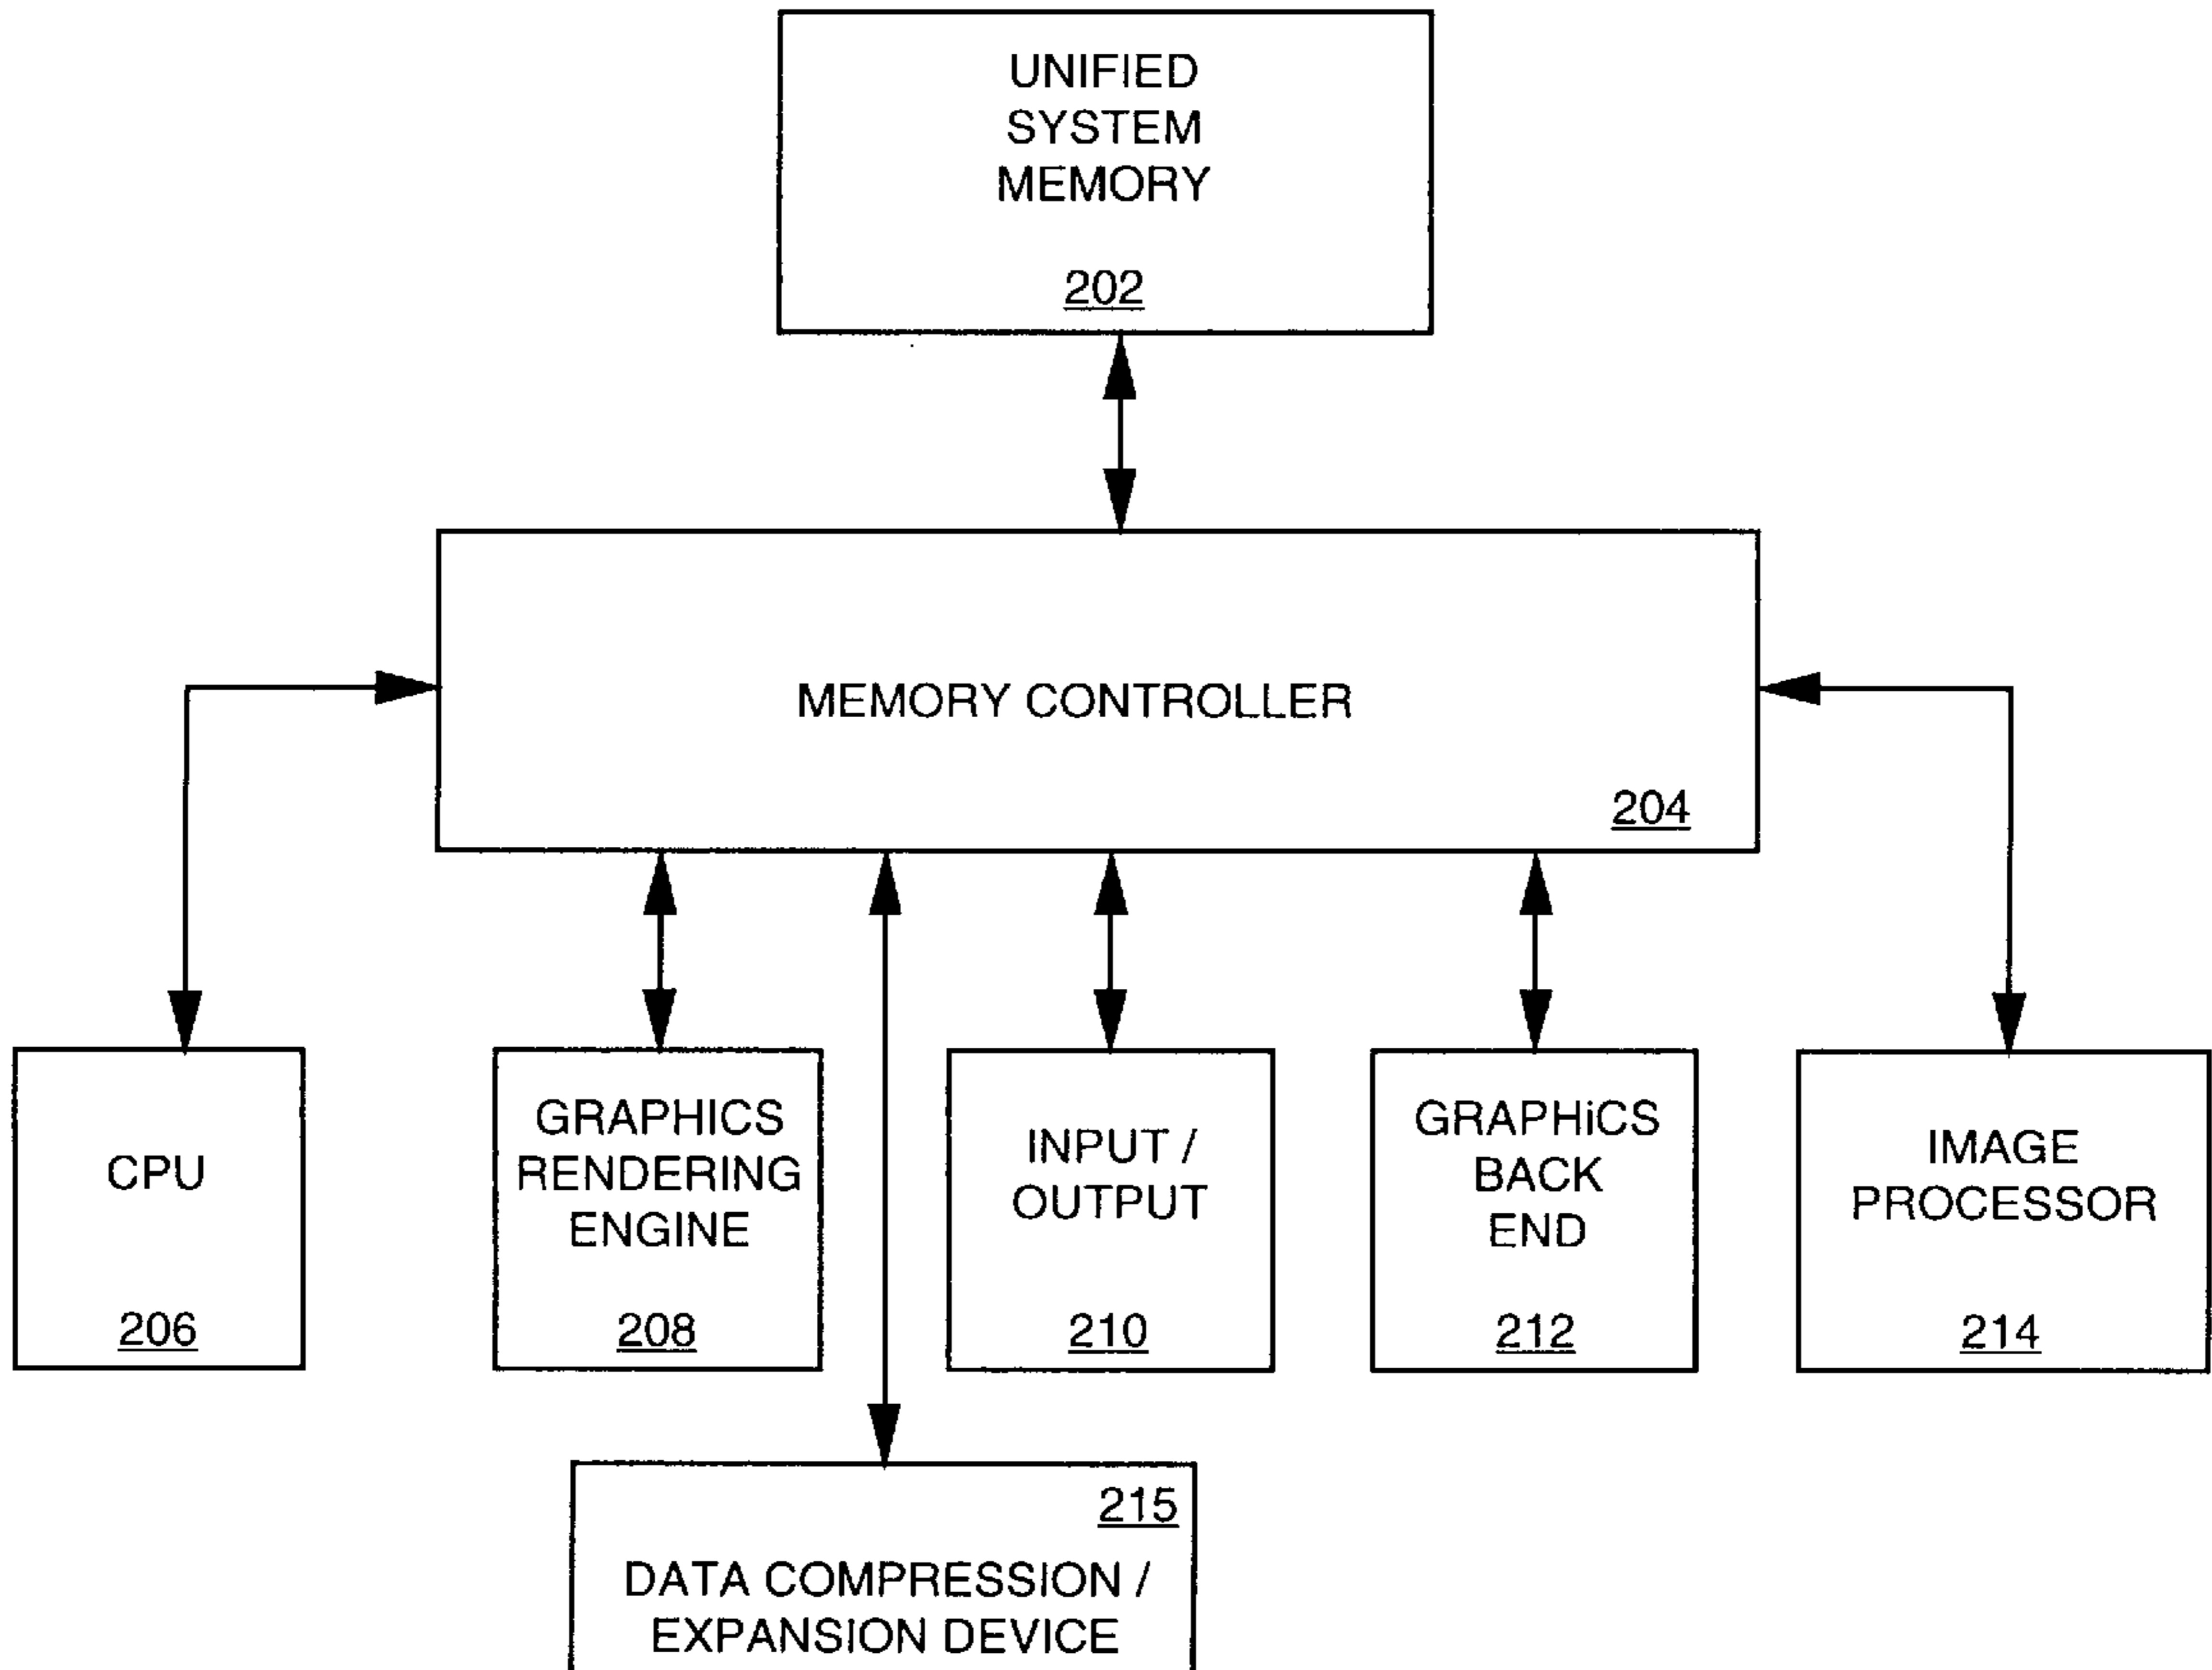 UNIFIED
SYSTEM
MEMORY
202
MEMORY CONTROLLER
204
CPU
206
GRAPHICS
RENDERING
ENGINE
208
INPUT /
OUTPUT
210
GRAPHiCS
BACK
END
212
IMAGE
PROCESSOR
214
215
DATA COMPRESSION /
EXPANSION DEVICE